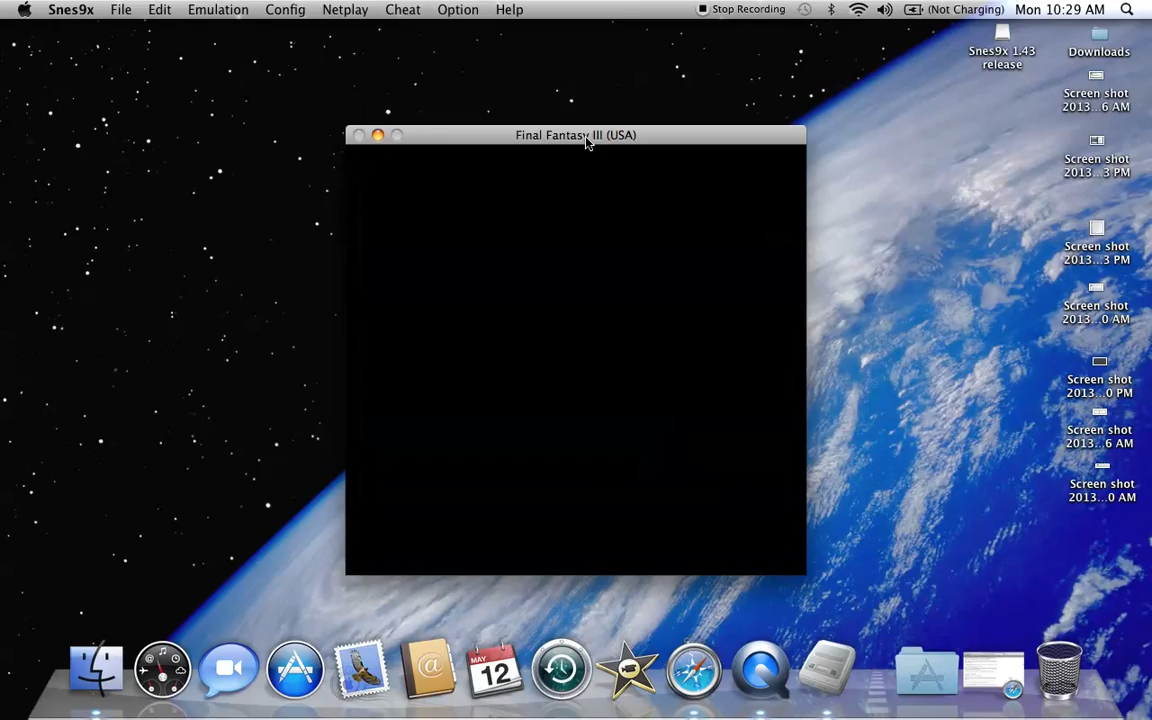 Snes9x File Edit Emulation Config Netplay Cheat Option Help Stop Recording (Not Charging) Mon 10:29 AM
Snes9x 1.43
release
Downloads
Screen shot
2013...6 AM
Screen shot
2013...3 PM
Screen shot
2013...3 PM
Screen shot
2013...0 AM
Screen shot
2013...0 PM
Screen shot
2013...6 AM
Screen shot
2013...0 AM
Final Fantasy III (USA)
MAY
12